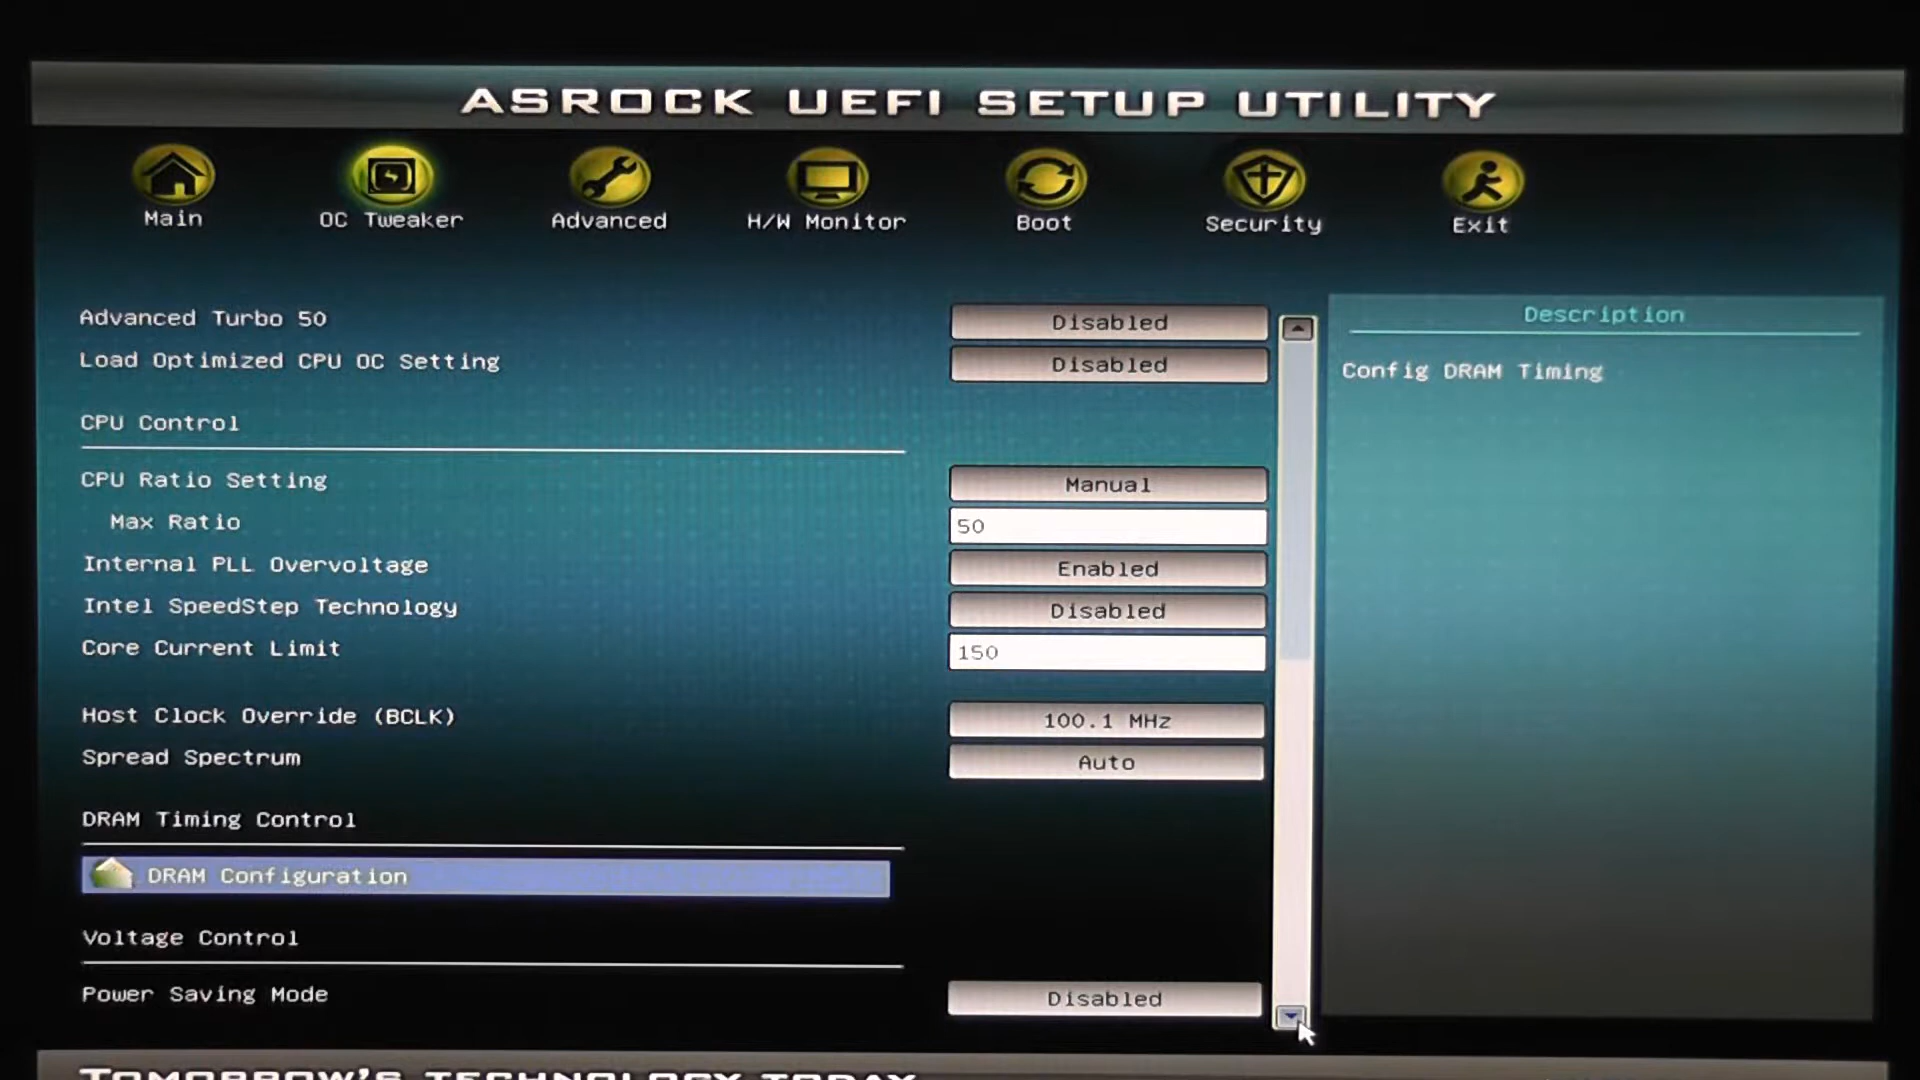 ASROCK UEFI SETUP UTILITY
Main OC Tweaker Advanced H/W Monitor Boot Security Exit
Advanced Turbo 50 Disabled
Load Optimized CPU OC Setting Disabled
CPU Control
CPU Ratio Setting Manual
Max Ratio 50
Internal PLL Overvoltage Enabled
Intel SpeedStep Technology Disabled
Core Current Limit 150
Host Clock Override (BCLK) 100.1 MHz
Spread Spectrum Auto
DRAM Timing Control
DRAM Configuration
Voltage Control
Power Saving Mode Disabled
Description
Config DRAM Timing
TOMORROW'S TECHNOLOGY TODAY